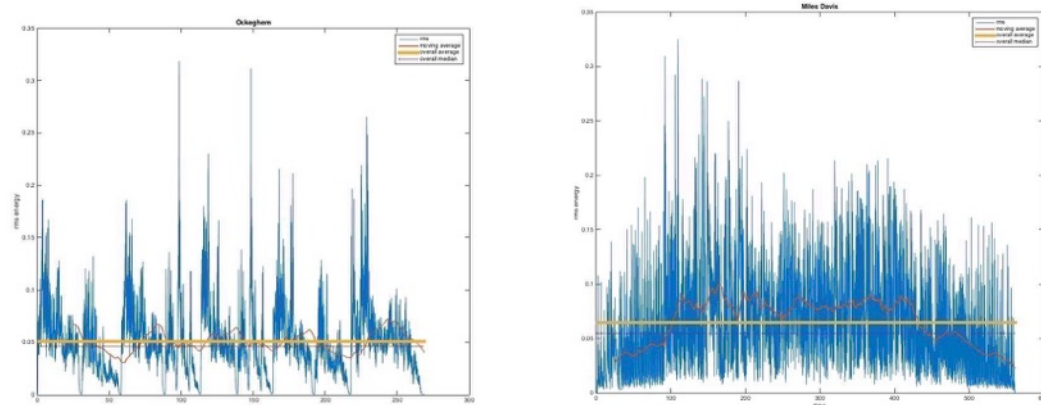 Ockeghem
0.35
0.3
0.25
0.2
0.15
0.1
0.05
0
rms energy
0 50 100 150 200 250 300
rms
moving average
overall average
overall median
Miles Davis
0.35
0.3
0.25
0.2
0.15
0.1
0.05
0
rms energy
0 100 200 300 400 500 600
rms
moving average
overall average
overall median